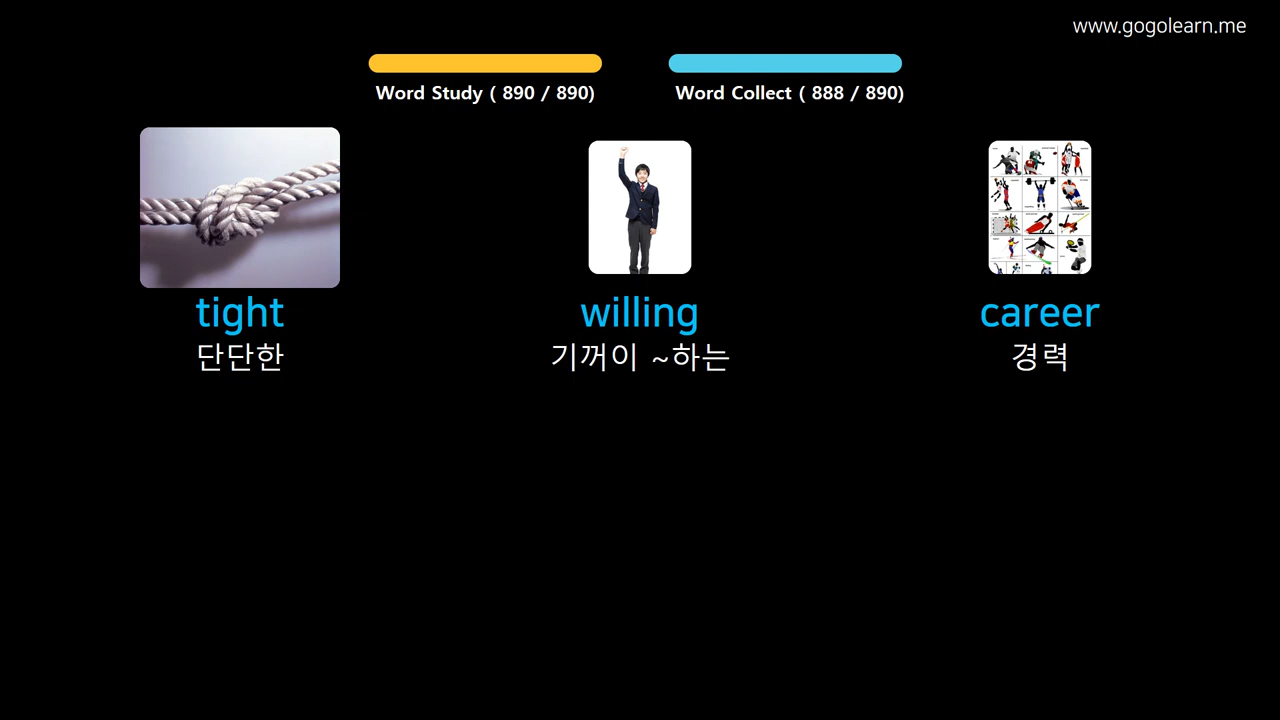 www.gogolearn.me
Word Study ( 890 / 890)
Word Collect ( 888 / 890)
tight
willing
career
단단한
기꺼이 ~하는
경력